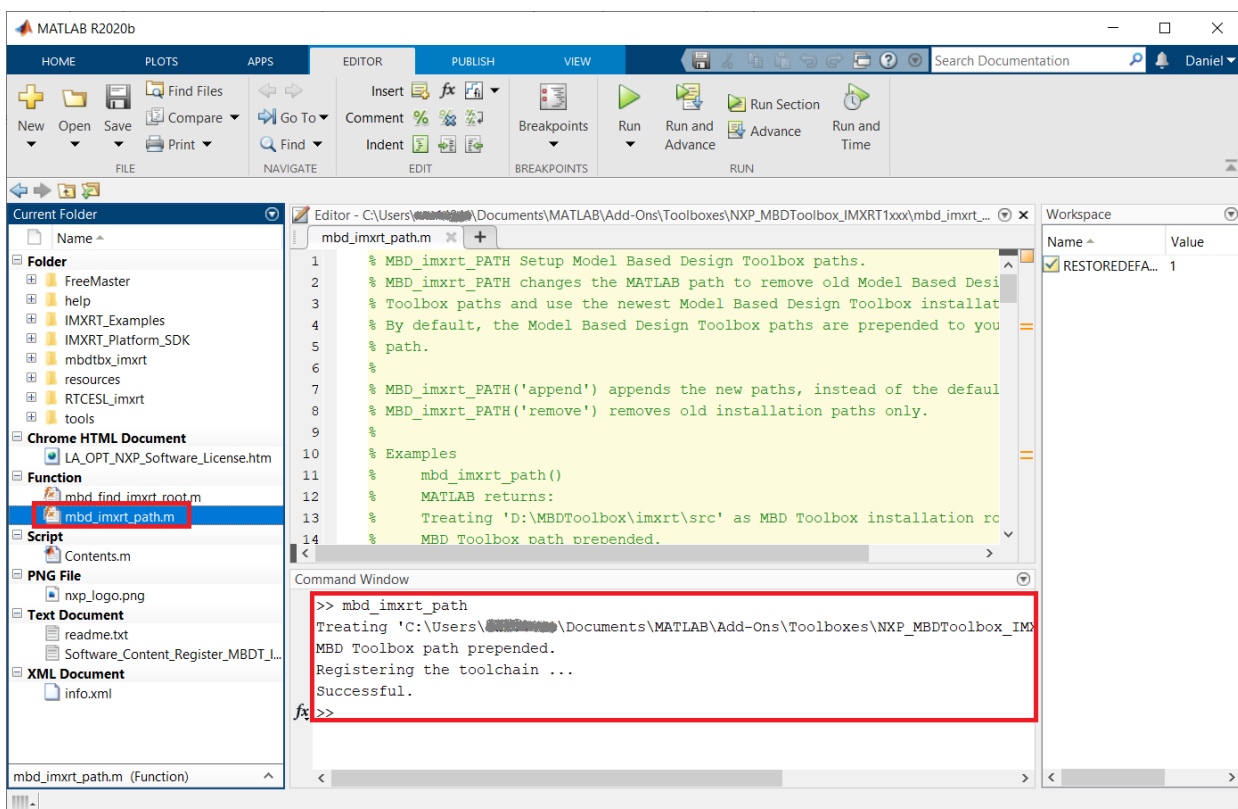 MATLAB R2020b
HOME PLOTS APPS EDITOR PUBLISH VIEW Search Documentation Daniel
New Open Save Find Files Compare Print
FILE
Go To Find
NAVIGATE
Insert fx
Comment
Indent
EDIT
Breakpoints
BREAKPOINTS
Run Run and Advance Run Section Advance Run and Time
RUN
Current Folder
Name
Folder
FreeMaster
help
IMXRT_Examples
IMXRT_Platform_SDK
mbdtbx_imxrt
resources
RTCESL_imxrt
tools
Chrome HTML Document
LA_OPT_NXP_Software_License.htm
Function
mbd_find_imxrt_root.m
mbd_imxrt_path.m
Script
Contents.m
PNG File
nxp_logo.png
Text Document
readme.txt
Software_Content_Register_MBDT_I...
XML Document
info.xml
mbd_imxrt_path.m (Function)
Editor - C:\Users\ \Documents\MATLAB\Add-Ons\Toolboxes\NXP_MBDToolbox_IMXRT1xxx\mbd_imxrt_...
mbd_imxrt_path.m
1 % MBD_imxrt_PATH Setup Model Based Design Toolbox paths.
2 % MBD_imxrt_PATH changes the MATLAB path to remove old Model Based Desi
3 % Toolbox paths and use the newest Model Based Design Toolbox installat
4 % By default, the Model Based Design Toolbox paths are prepended to you
5 % path.
6 %
7 % MBD_imxrt_PATH('append') appends the new paths, instead of the defaul
8 % MBD_imxrt_PATH('remove') removes old installation paths only.
9 %
10 % Examples
11 % mbd_imxrt_path()
12 % MATLAB returns:
13 % Treating 'D:\MBDToolbox\imxrt\src' as MBD Toolbox installation ro
14 % MBD Toolbox path prepended.
Command Window
>> mbd_imxrt_path
Treating 'C:\Users\ \Documents\MATLAB\Add-Ons\Toolboxes\NXP_MBDToolbox_IMX
MBD Toolbox path prepended.
Registering the toolchain ...
Successful.
fx >>
Workspace
Name Value
RESTOREDEFA... 1